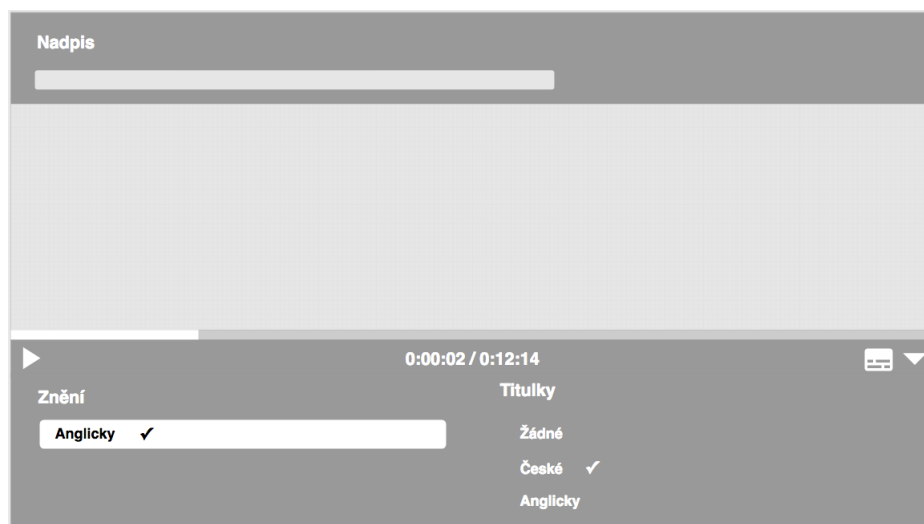 Nadpis
0:00:02 / 0:12:14
Znění
Anglicky ✓
Titulky
Žádné
České ✓
Anglicky